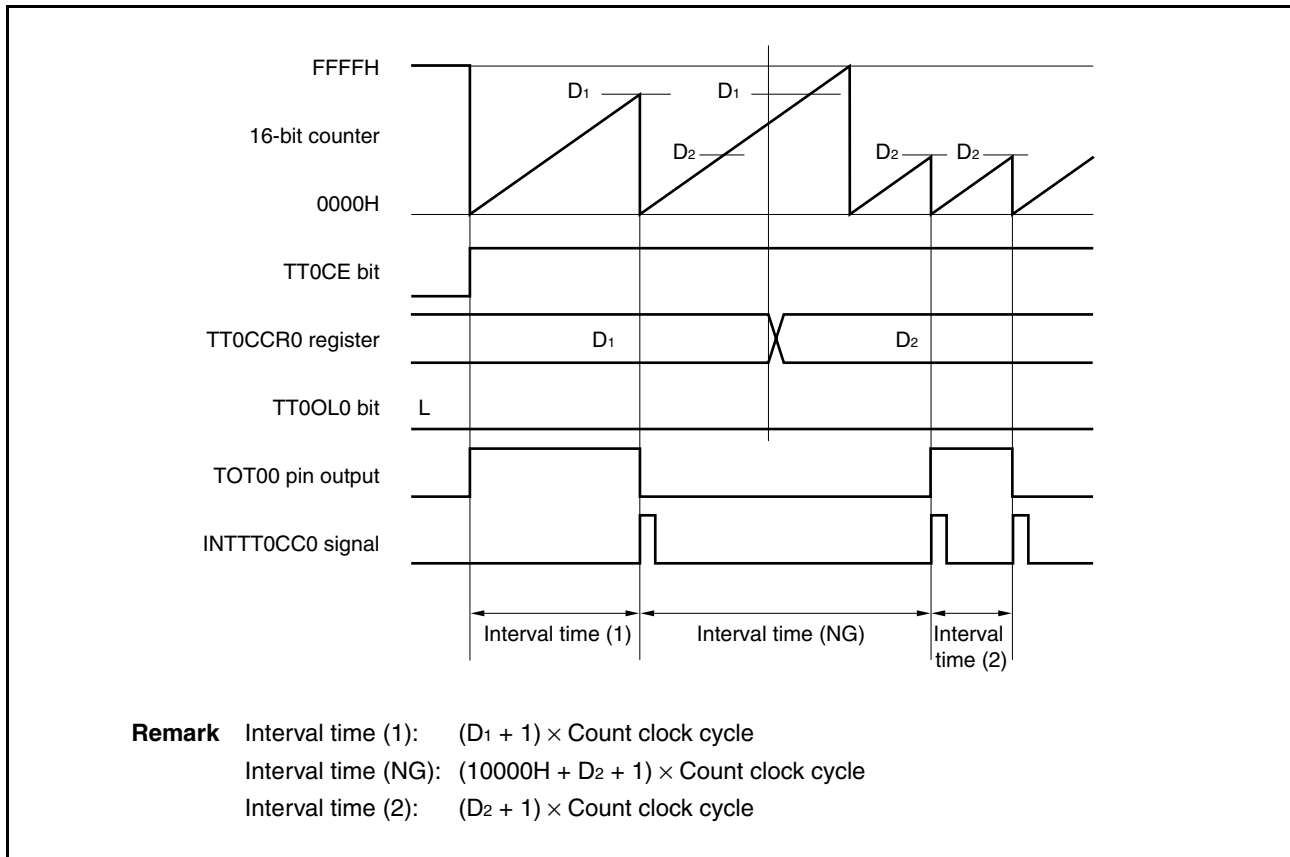 FFFFH
D1
D1
16-bit counter
D2
D2
D2
0000H
TT0CE bit
TT0CCR0 register
D1
D2
TT0OL0 bit
L
TOT00 pin output
INTTT0CC0 signal
Interval time (1)
Interval time (NG)
Interval
time (2)
Remark Interval time (1): (D1 + 1) × Count clock cycle
Interval time (NG): (10000H + D2 + 1) × Count clock cycle
Interval time (2): (D2 + 1) × Count clock cycle